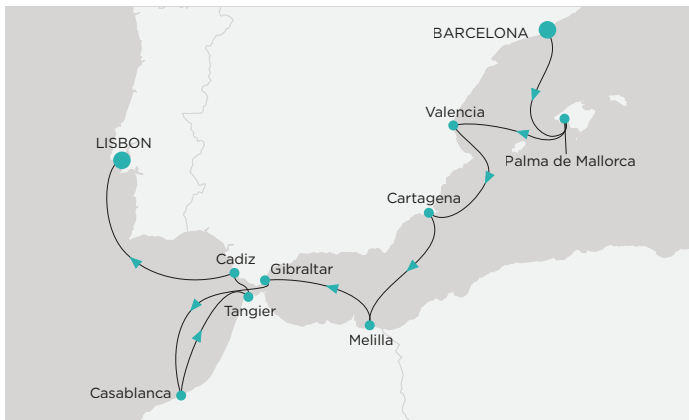 BARCELONA
Valencia
LISBON
Palma de Mallorca
Cartagena
Cadiz
Gibraltar
Tangier
Melilla
Casablanca